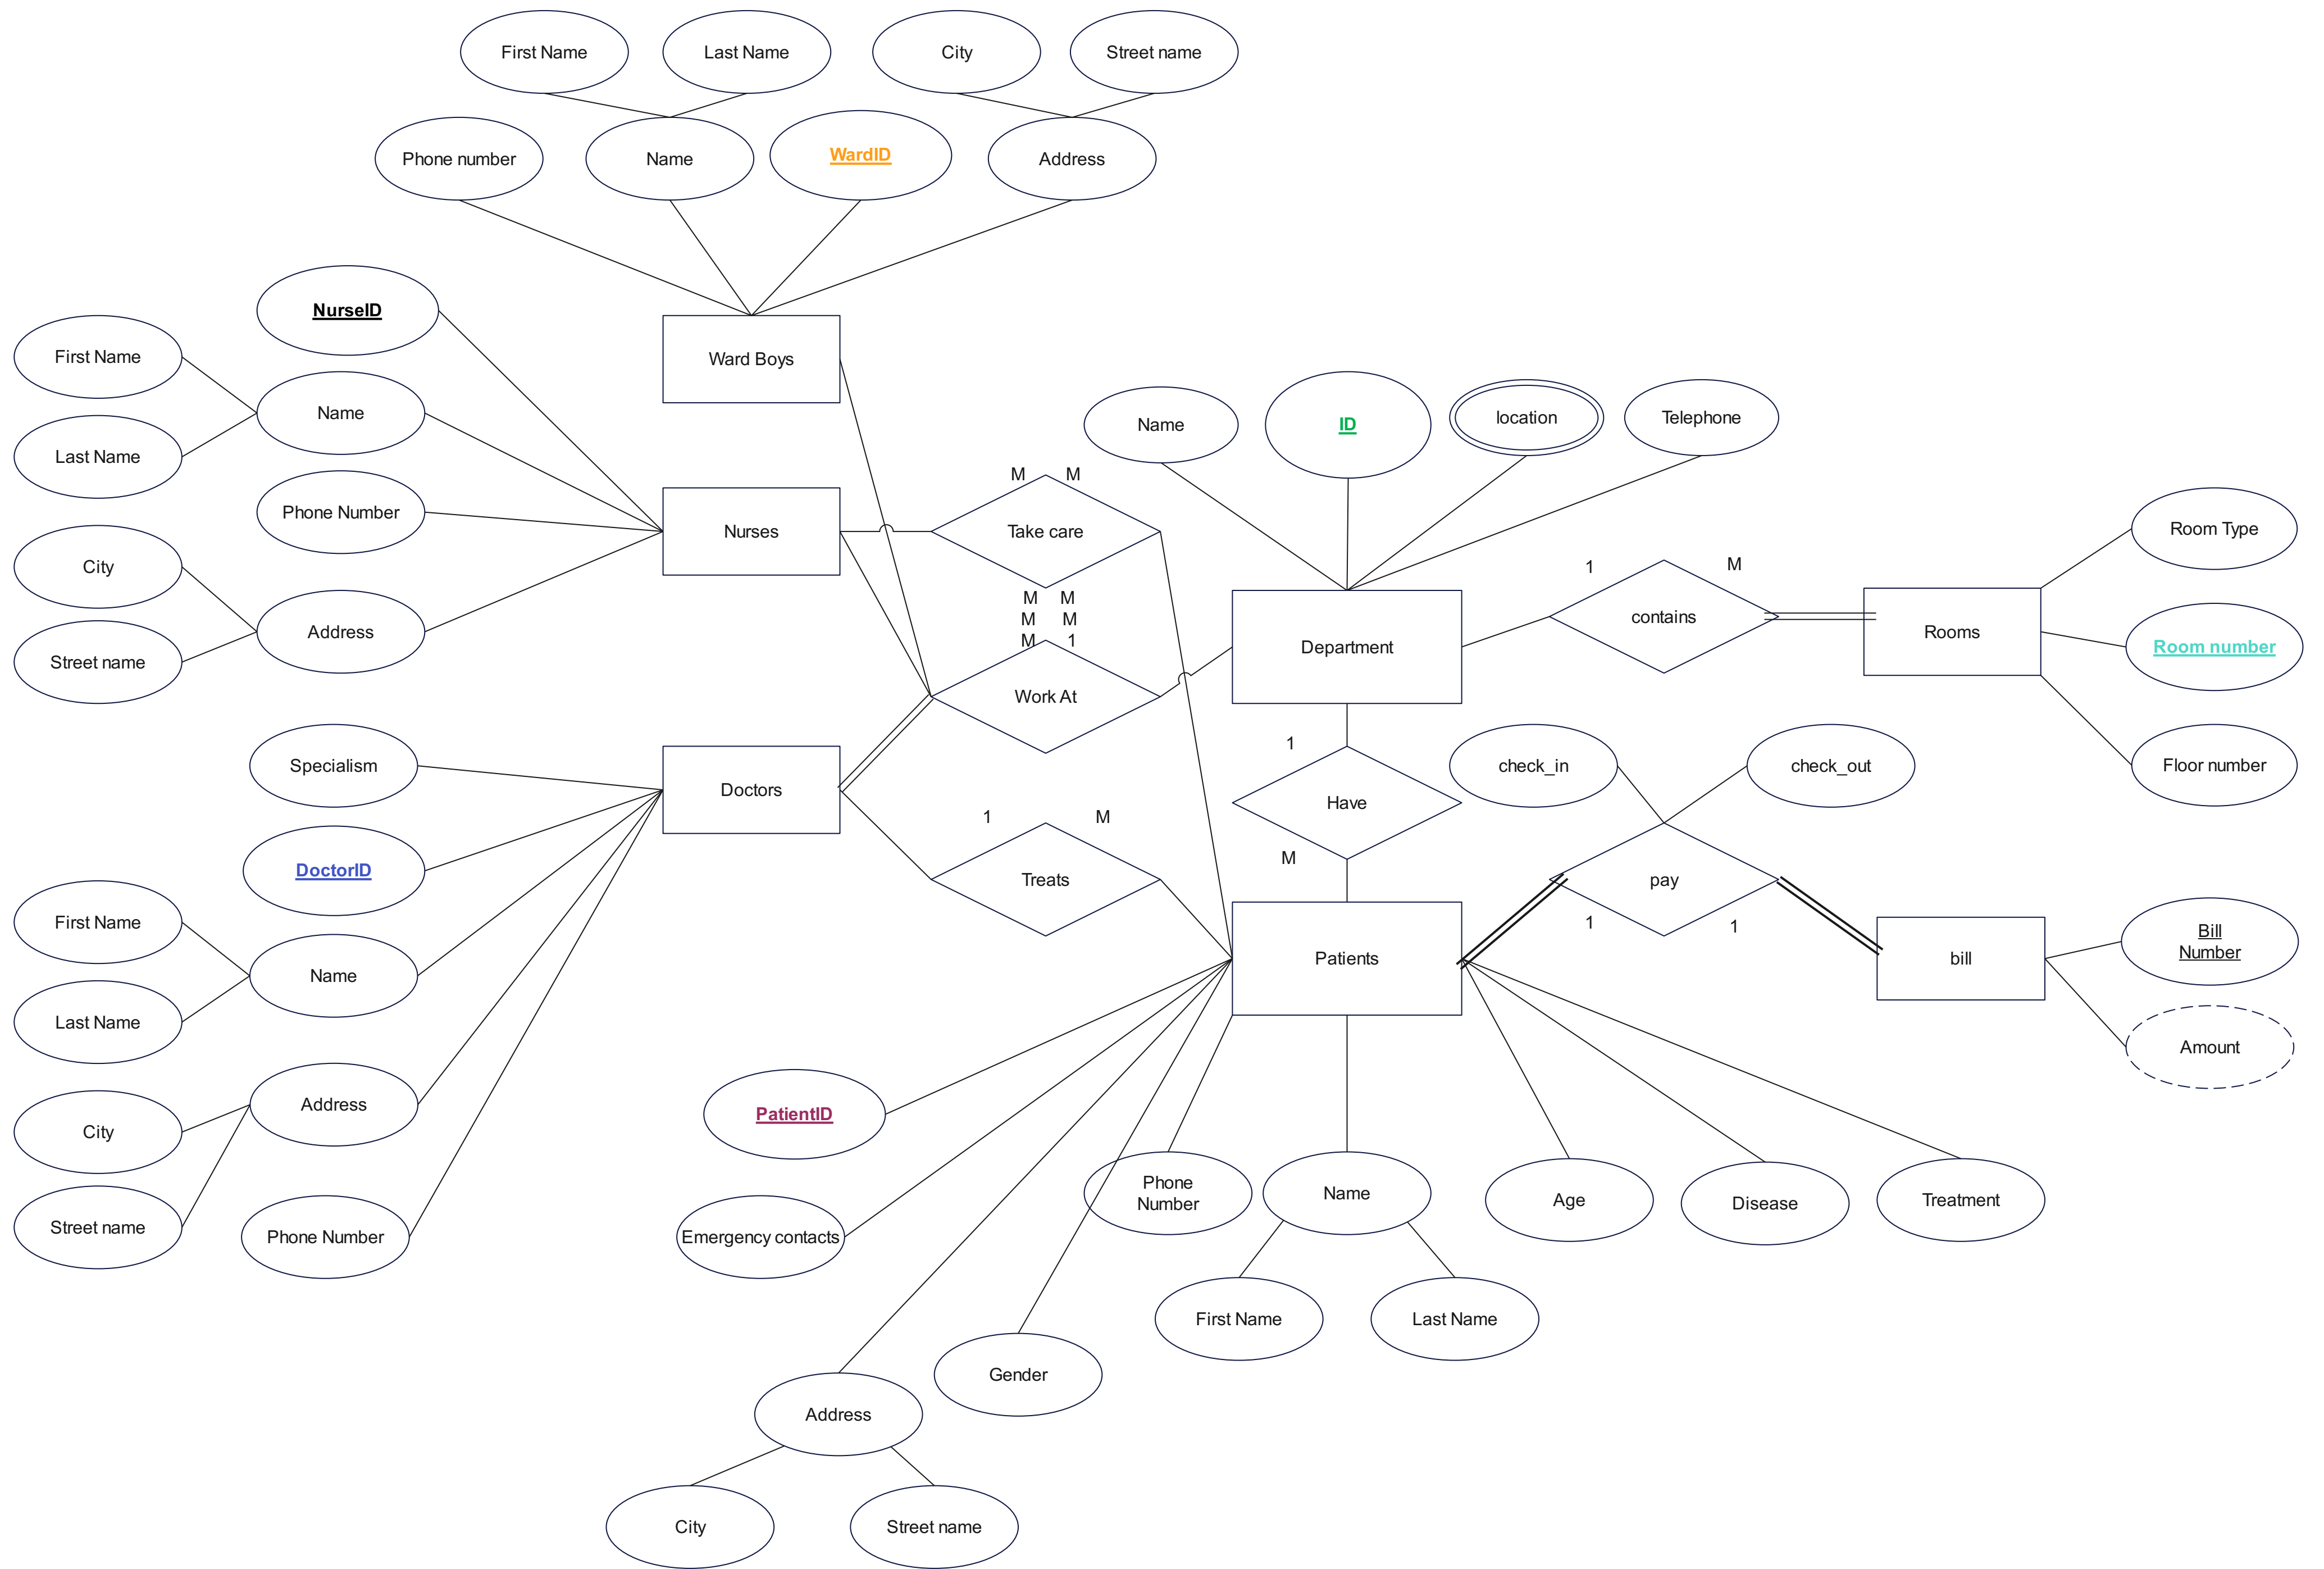 First Name
Last Name
City
Street name
Phone number
Name
WardID
Address
NurseID
First Name
Name
Last Name
Phone Number
City
Address
Street name
Ward Boys
Nurses
M M
Take care
M M
M M
M 1
Work At
Name
ID
location
Telephone
Department
1 M
contains
Rooms
Room Type
Room number
Floor number
Specialism
DoctorID
First Name
Name
Last Name
City
Address
Street name
Phone Number
Doctors
1 M
Treats
1
Have
M
check_in
check_out
pay
1 1
Patients
bill
Bill
Number
Amount
PatientID
Emergency contacts
Phone
Number
Name
Age
Disease
Treatment
First Name
Last Name
Gender
Address
City
Street name